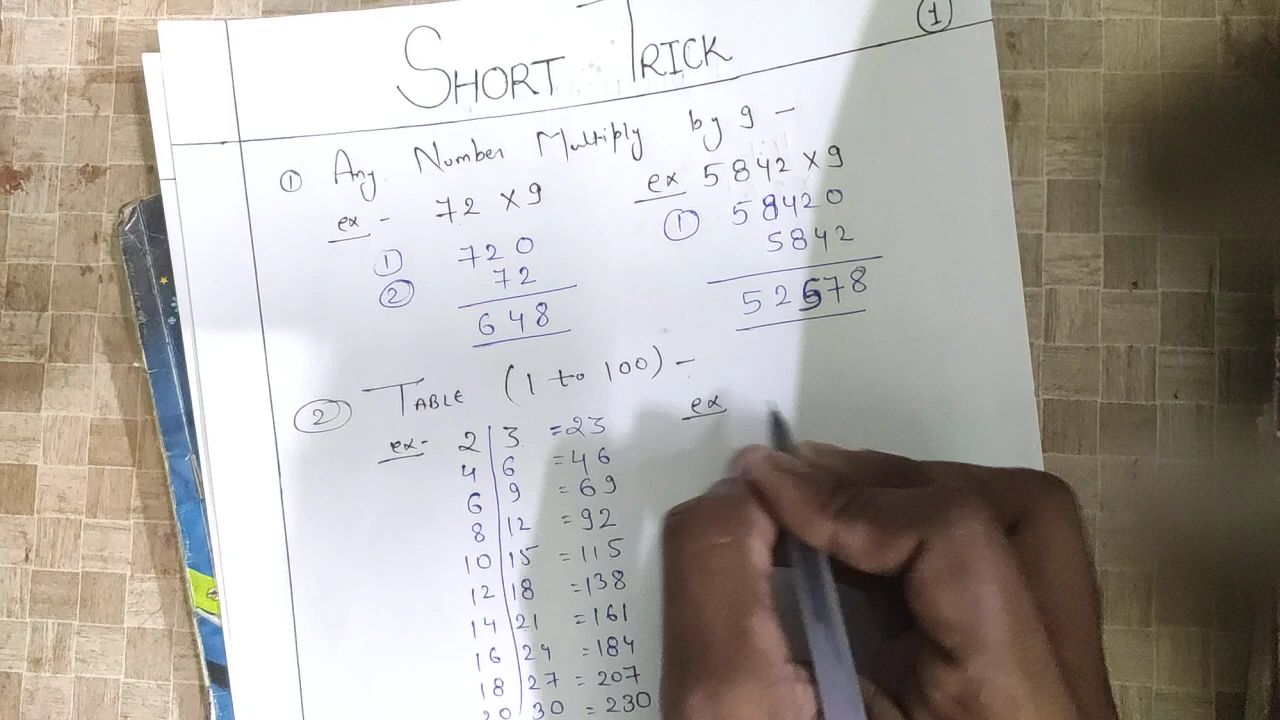 1
SHORT TRICK
① Any Number Multiply by 9 -
ex - 72 × 9
① 720
② 72
648
ex 5842 × 9
① 58420
5842
52578
② TABLE (1 to 100) -
ex- 2 | 3 = 23
4 | 6 = 46
6 | 9 = 69
8 | 12 = 92
10 | 15 = 115
12 | 18 = 138
14 | 21 = 161
16 | 24 = 184
18 | 27 = 207
20 | 30 = 230
ex